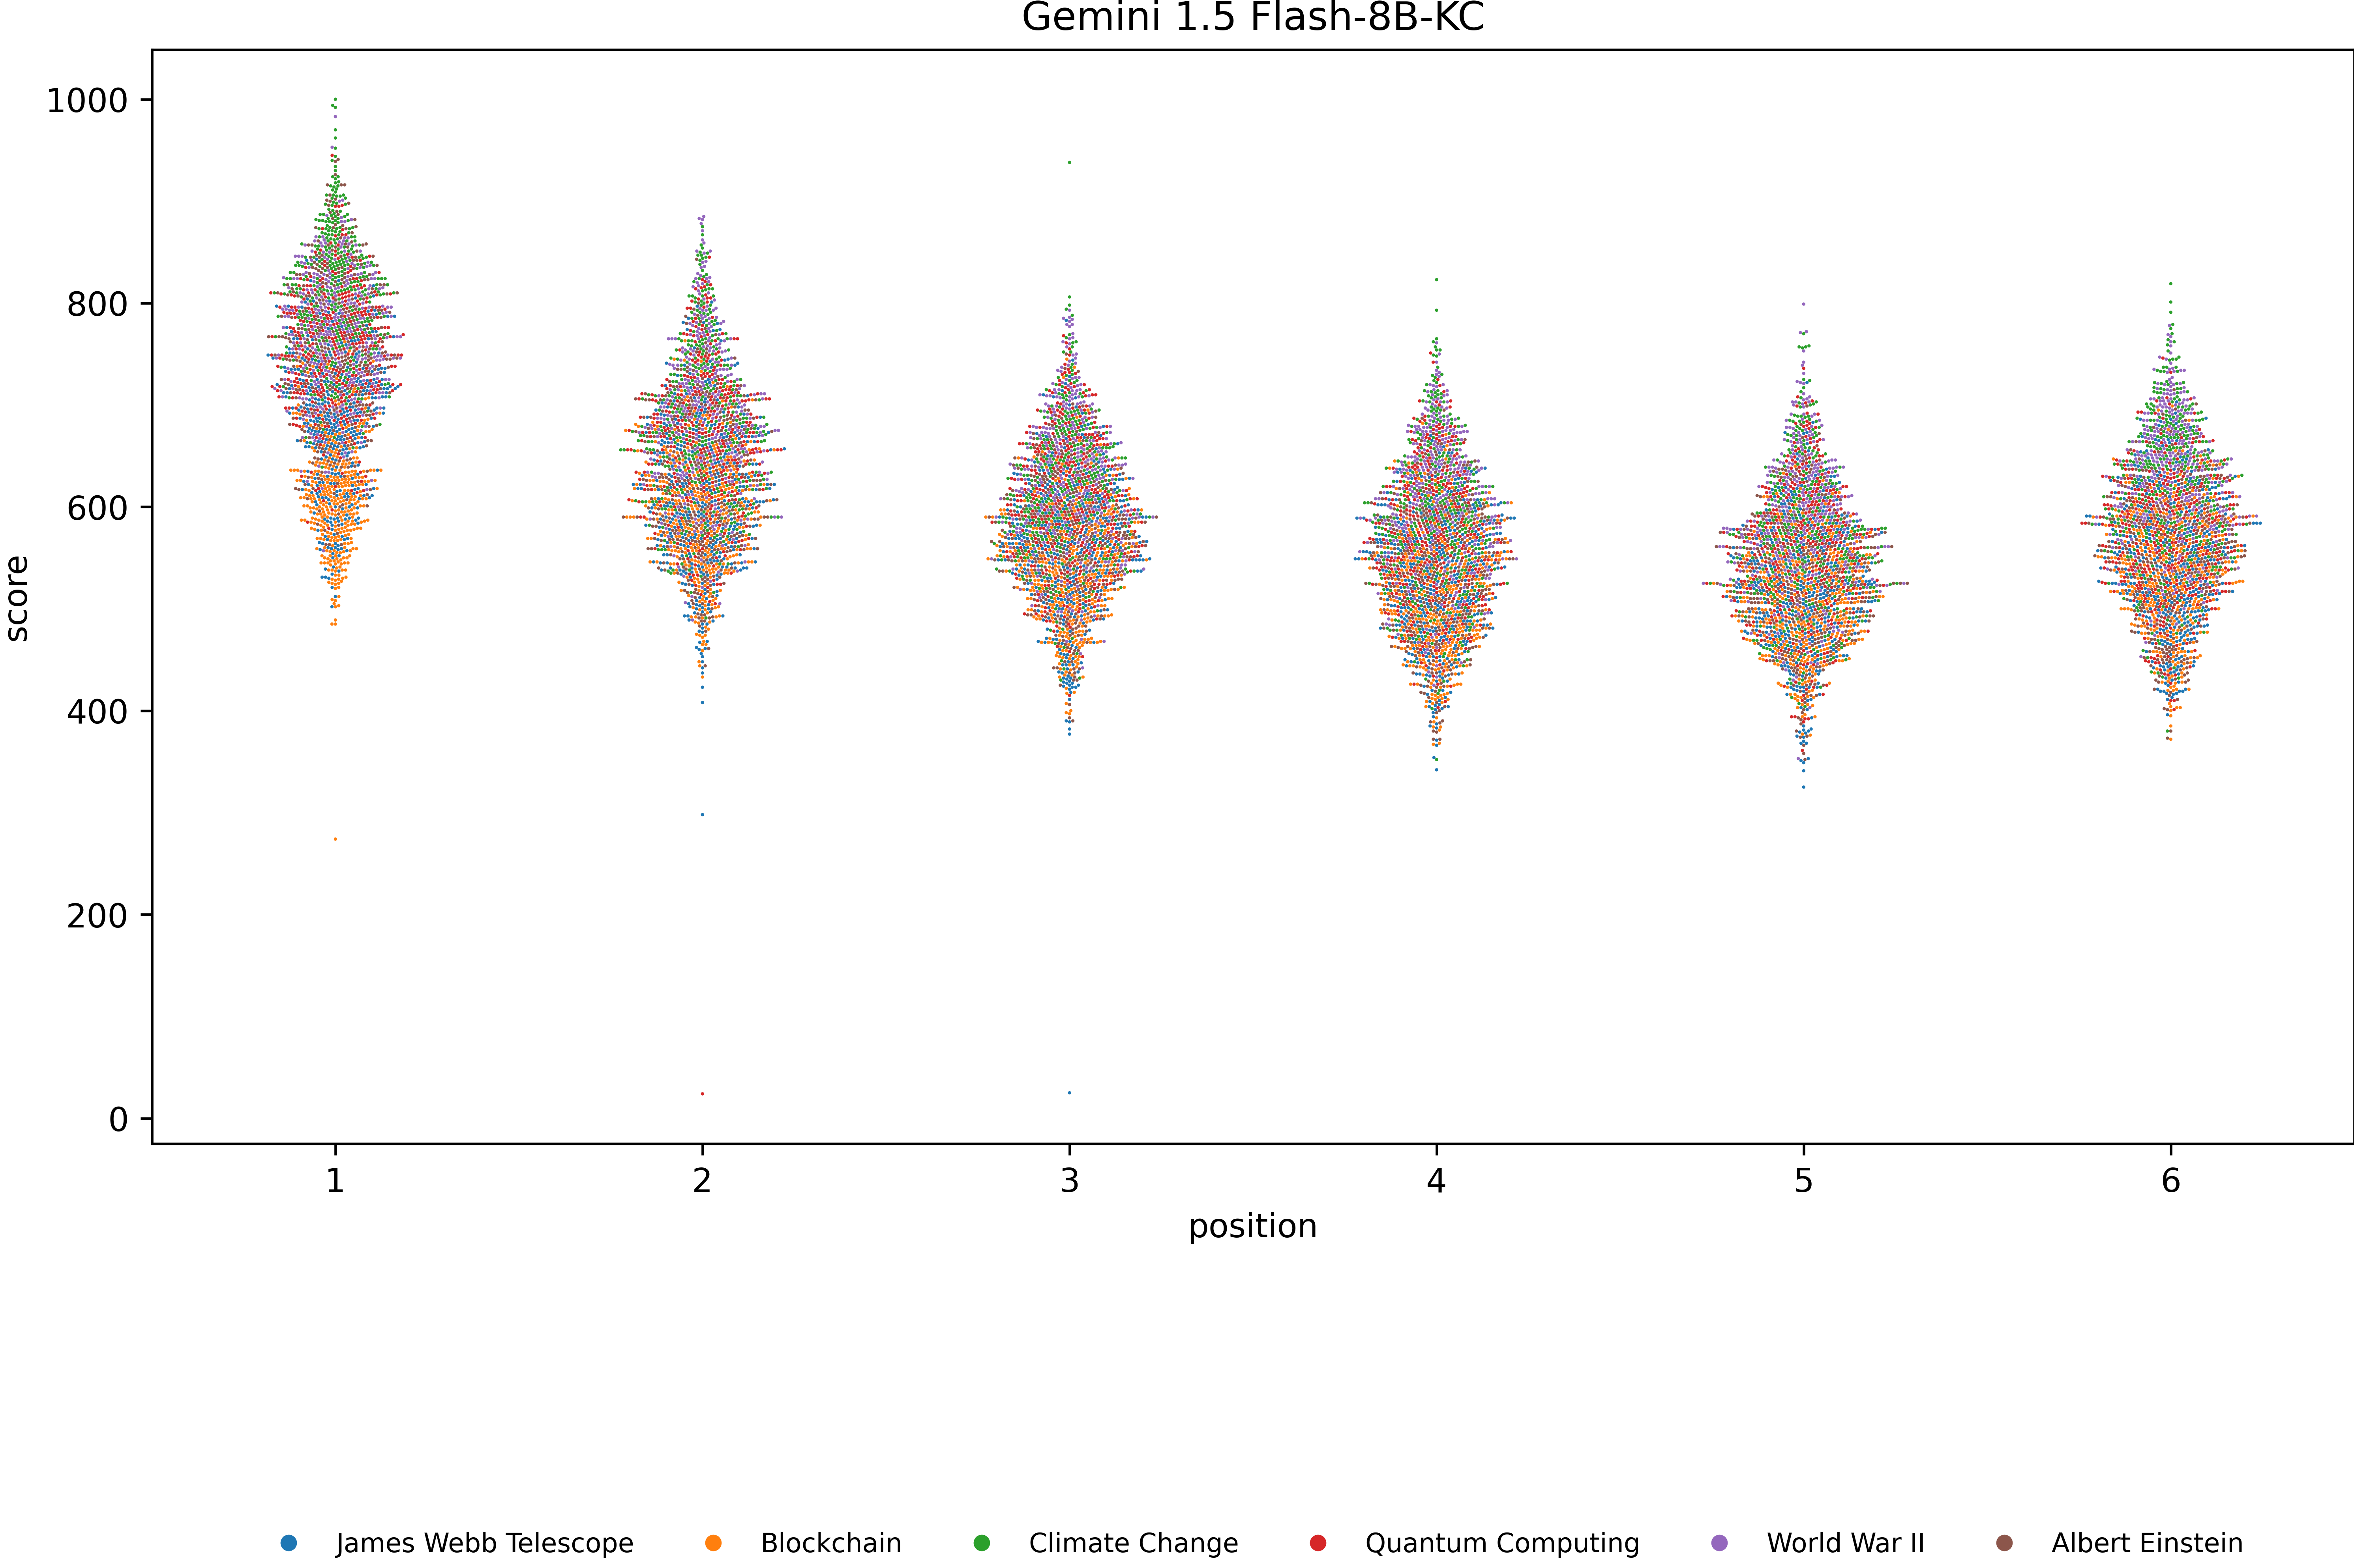 Gemini 1.5 Flash-8B-KC
1000
800
600
400
200
0
score
1 2 3 4 5 6
position
James Webb Telescope Blockchain Climate Change Quantum Computing World War II Albert Einstein